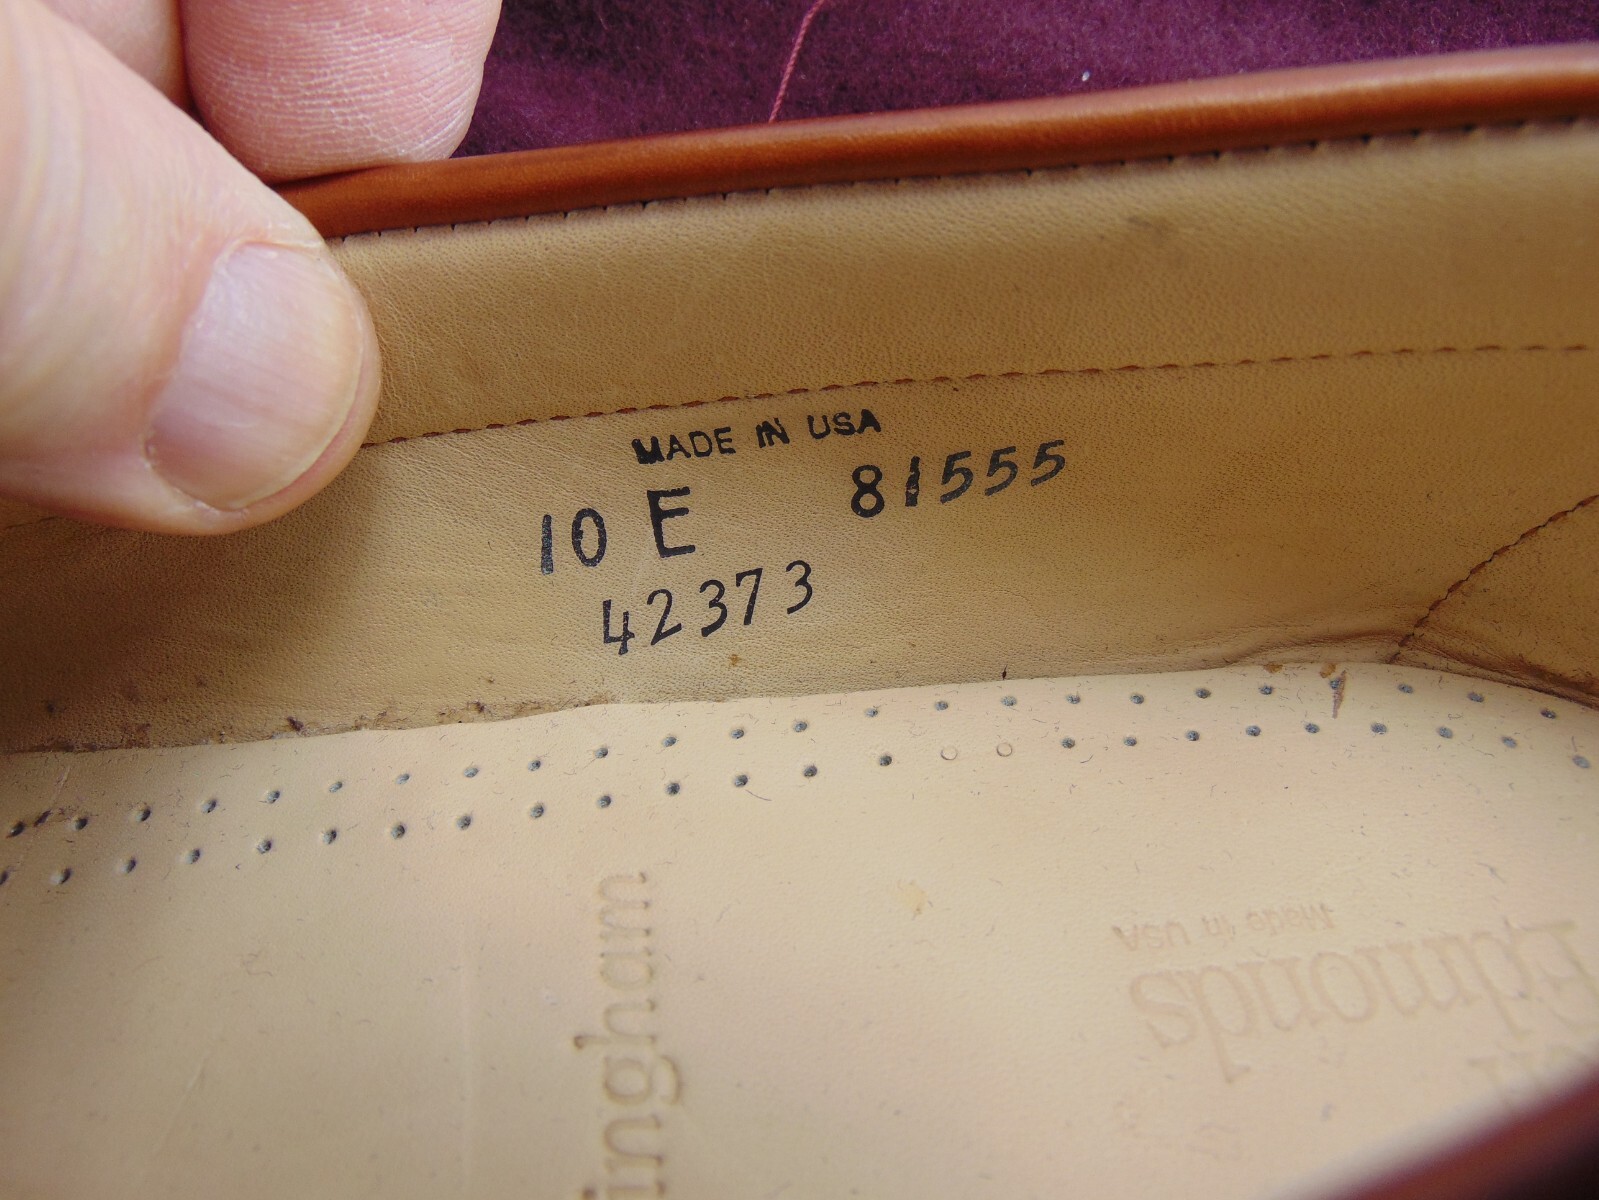 MADE IN USA
10 E 81555
42373
ingham
Edmonds
Made in USA